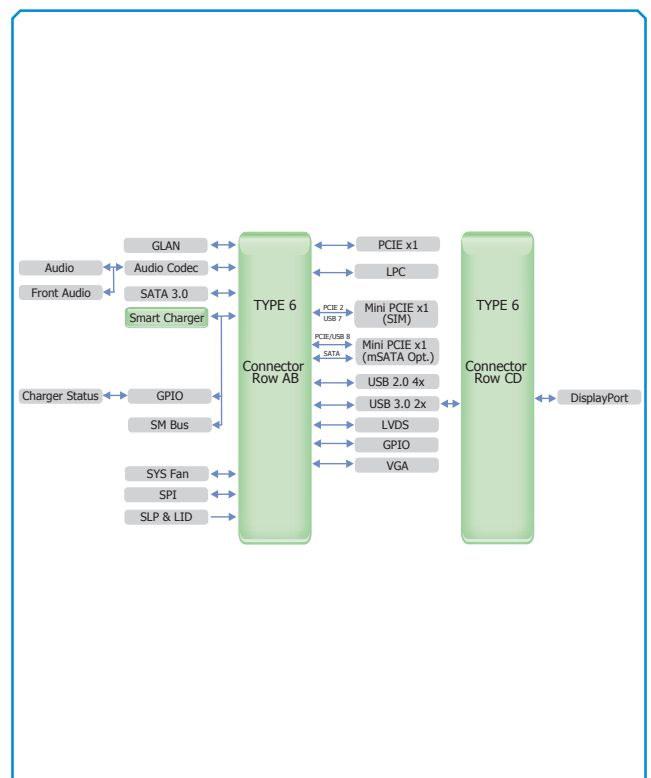 GLAN
Audio
Audio Codec
Front Audio
SATA 3.0
Smart Charger
Charger Status
GPIO
SM Bus
SYS Fan
SPI
SLP & LID
TYPE 6
Connector
Row AB
PCIE x1
LPC
PCIE 2
USB 7
Mini PCIE x1
(SIM)
PCIE/USB 8
SATA
Mini PCIE x1
(mSATA Opt.)
USB 2.0 4x
USB 3.0 2x
LVDS
GPIO
VGA
TYPE 6
Connector
Row CD
DisplayPort